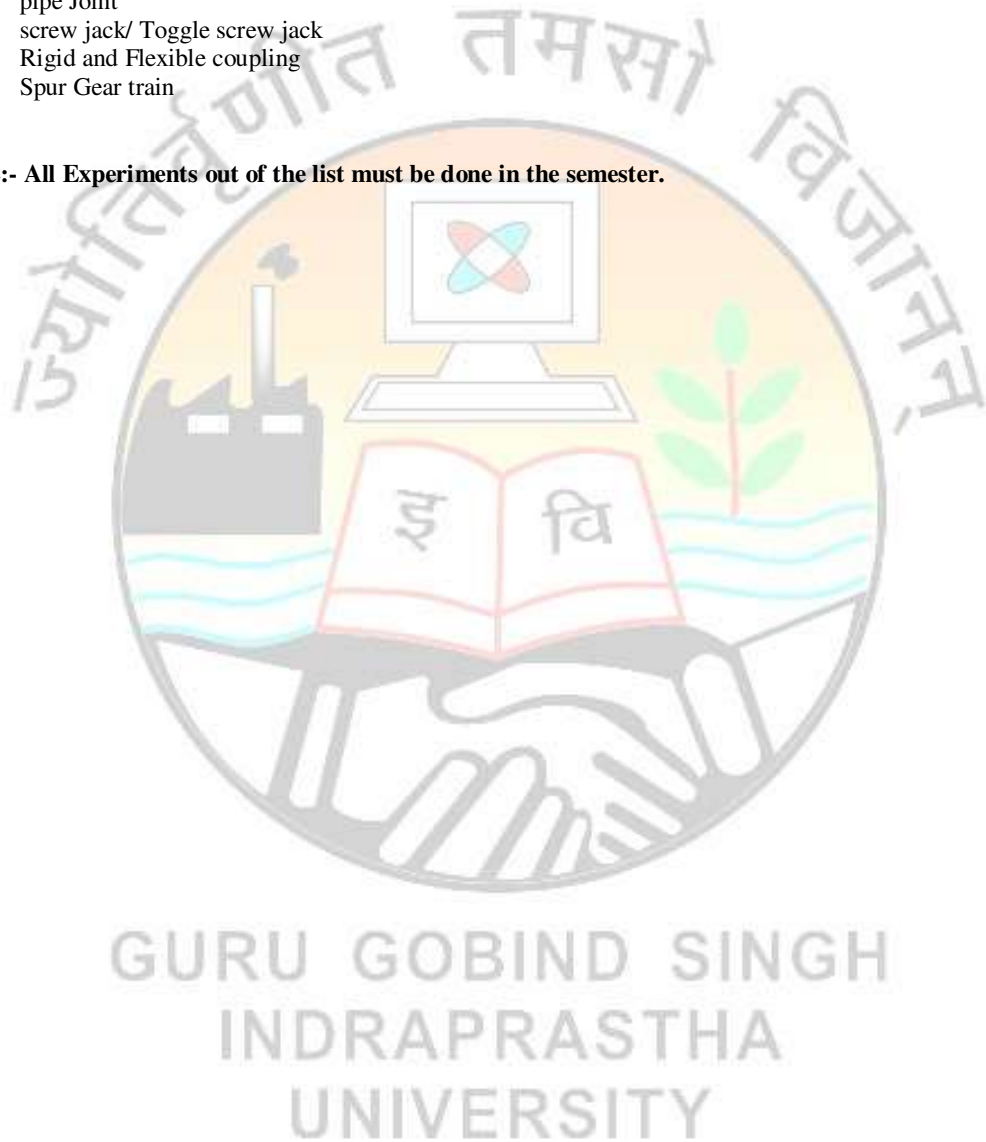 pipe Joint
screw jack/ Toggle screw jack
Rigid and Flexible coupling
Spur Gear train
:- All Experiments out of the list must be done in the semester.
ज्योतिर्वृणीत तमसो विजानन्
इ वि
GURU GOBIND SINGH
INDRAPRASTHA
UNIVERSITY